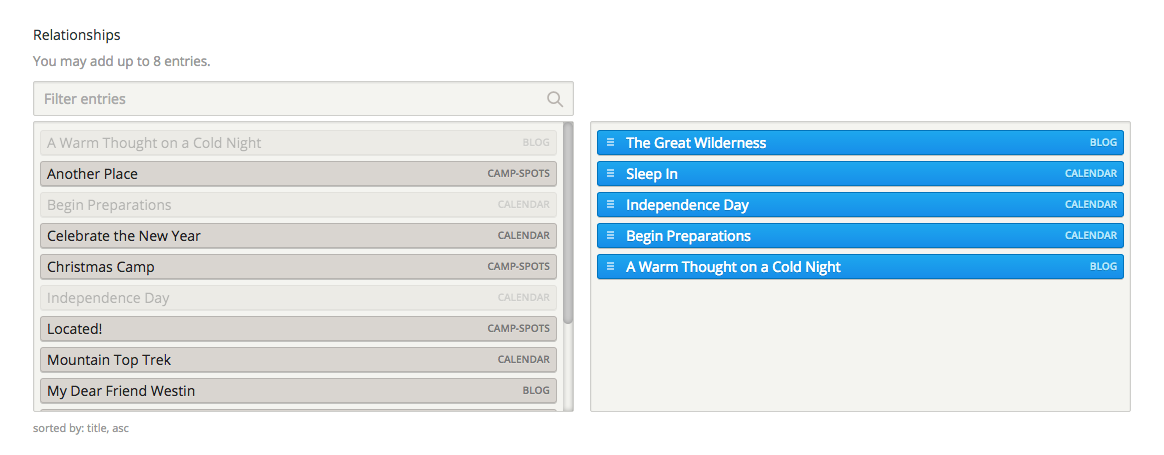 Relationships
You may add up to 8 entries.
Filter entries
A Warm Thought on a Cold Night BLOG
Another Place CAMP-SPOTS
Begin Preparations CALENDAR
Celebrate the New Year CALENDAR
Christmas Camp CAMP-SPOTS
Independence Day CALENDAR
Located! CAMP-SPOTS
Mountain Top Trek CALENDAR
My Dear Friend Westin BLOG
sorted by: title, asc
The Great Wilderness BLOG
Sleep In CALENDAR
Independence Day CALENDAR
Begin Preparations CALENDAR
A Warm Thought on a Cold Night BLOG